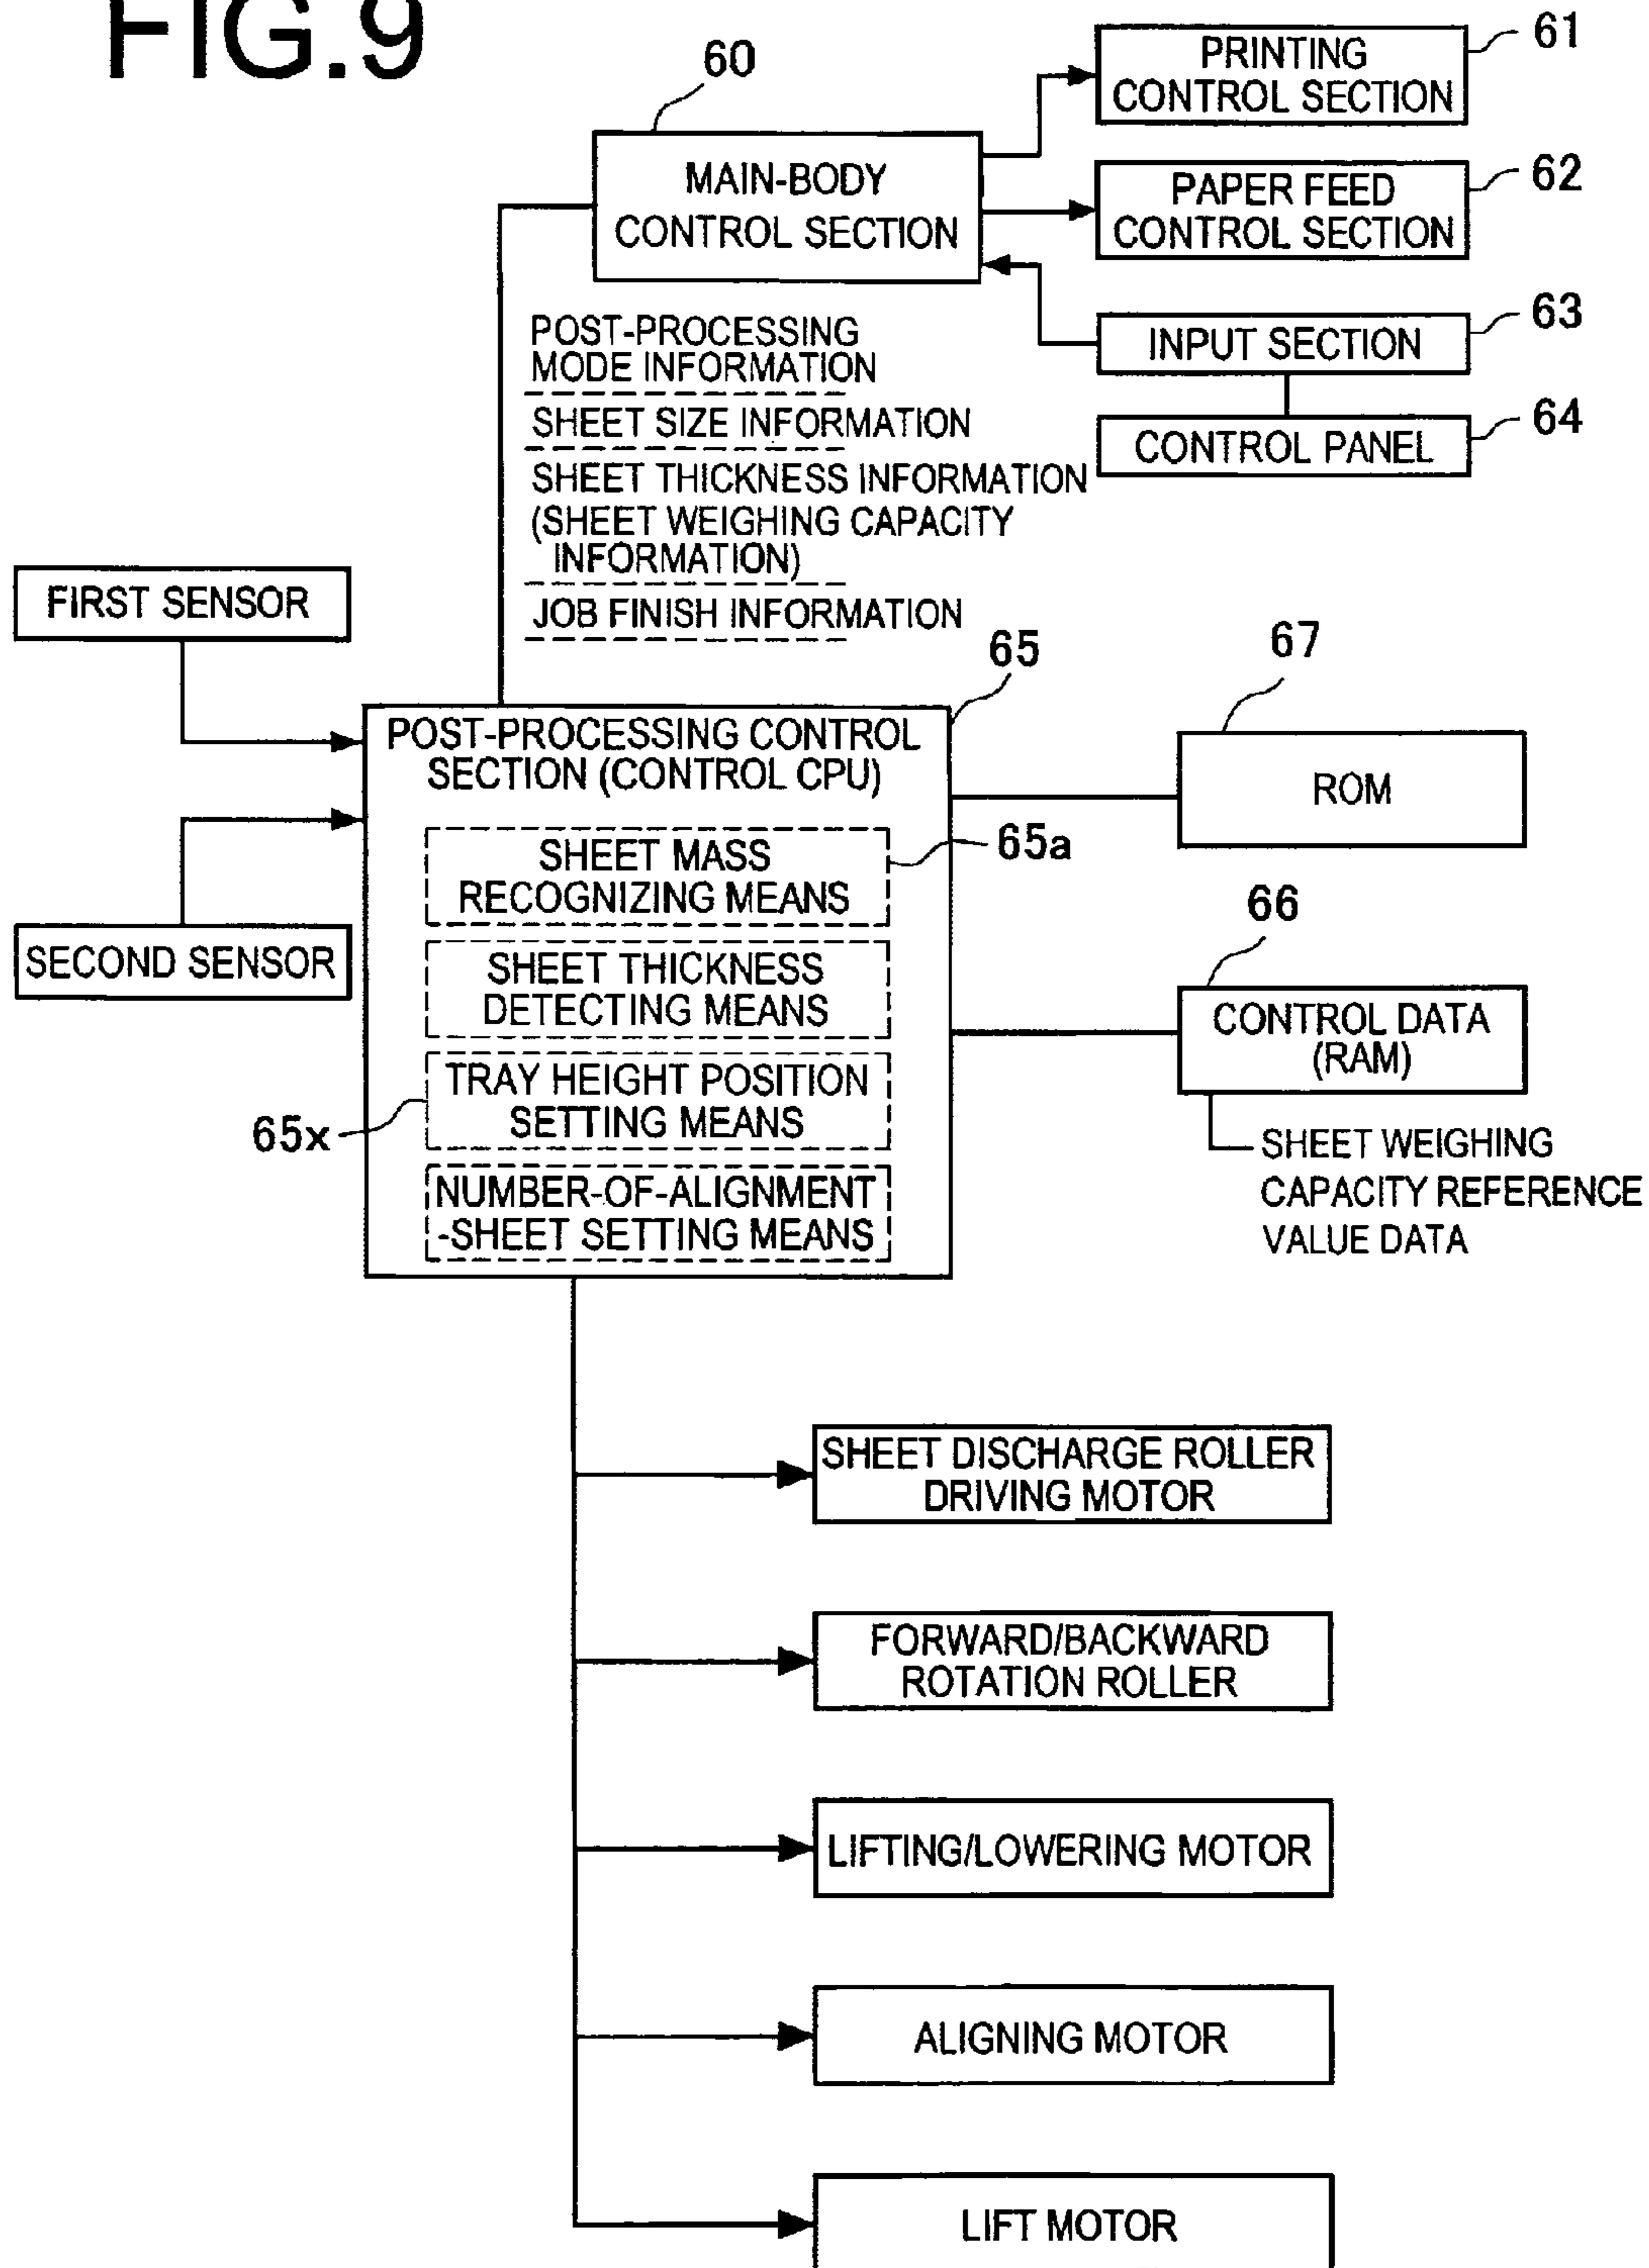 FIG.9
60
61
PRINTING
CONTROL SECTION
MAIN-BODY
CONTROL SECTION
62
PAPER FEED
CONTROL SECTION
63
INPUT SECTION
64
CONTROL PANEL
POST-PROCESSING
MODE INFORMATION
SHEET SIZE INFORMATION
SHEET THICKNESS INFORMATION
(SHEET WEIGHING CAPACITY
INFORMATION)
JOB FINISH INFORMATION
FIRST SENSOR
SECOND SENSOR
65
POST-PROCESSING CONTROL
SECTION (CONTROL CPU)
65a
SHEET MASS
RECOGNIZING MEANS
SHEET THICKNESS
DETECTING MEANS
65x
TRAY HEIGHT POSITION
SETTING MEANS
NUMBER-OF-ALIGNMENT
-SHEET SETTING MEANS
67
ROM
66
CONTROL DATA
(RAM)
SHEET WEIGHING
CAPACITY REFERENCE
VALUE DATA
SHEET DISCHARGE ROLLER
DRIVING MOTOR
FORWARD/BACKWARD
ROTATION ROLLER
LIFTING/LOWERING MOTOR
ALIGNING MOTOR
LIFT MOTOR